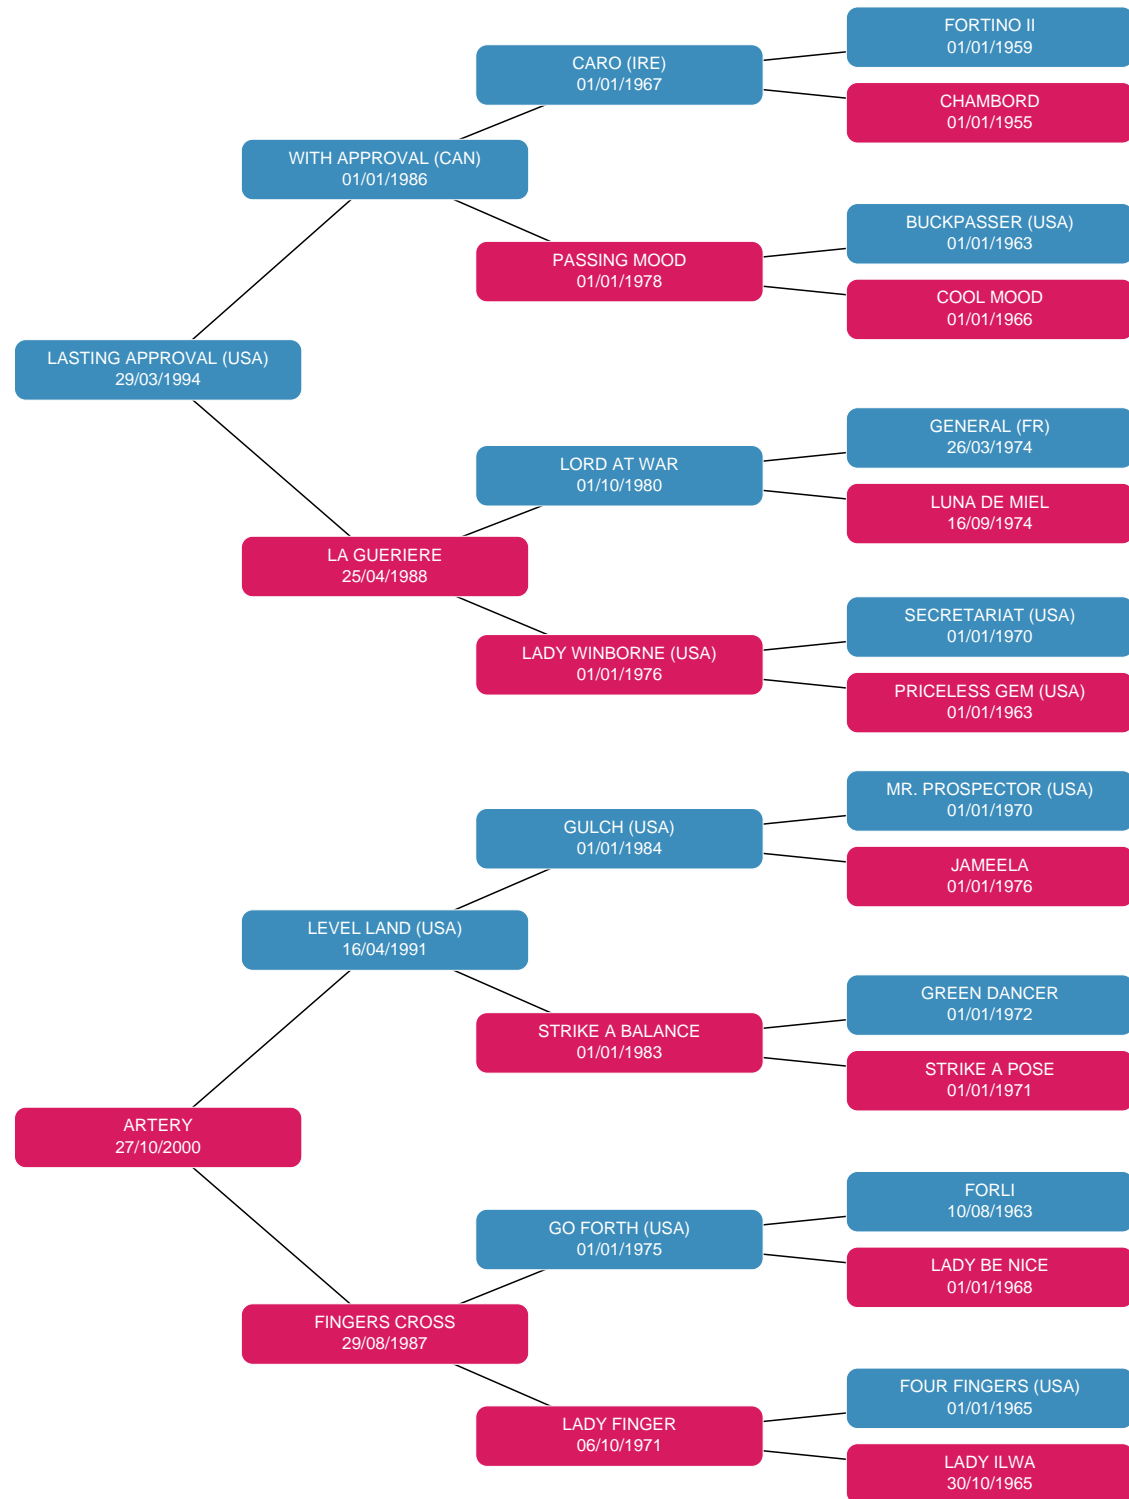 FORTINO II
01/01/1959
CARO (IRE)
01/01/1967
CHAMBORD
01/01/1955
WITH APPROVAL (CAN)
01/01/1986
BUCKPASSER (USA)
01/01/1963
PASSING MOOD
01/01/1978
COOL MOOD
01/01/1966
LASTING APPROVAL (USA)
29/03/1994
GENERAL (FR)
26/03/1974
LORD AT WAR
01/10/1980
LUNA DE MIEL
16/09/1974
LA GUERIERE
25/04/1988
SECRETARIAT (USA)
01/01/1970
LADY WINBORNE (USA)
01/01/1976
PRICELESS GEM (USA)
01/01/1963
MR. PROSPECTOR (USA)
01/01/1970
GULCH (USA)
01/01/1984
JAMEELA
01/01/1976
LEVEL LAND (USA)
16/04/1991
GREEN DANCER
01/01/1972
STRIKE A BALANCE
01/01/1983
STRIKE A POSE
01/01/1971
ARTERY
27/10/2000
FORLI
10/08/1963
GO FORTH (USA)
01/01/1975
LADY BE NICE
01/01/1968
FINGERS CROSS
29/08/1987
FOUR FINGERS (USA)
01/01/1965
LADY FINGER
06/10/1971
LADY ILWA
30/10/1965